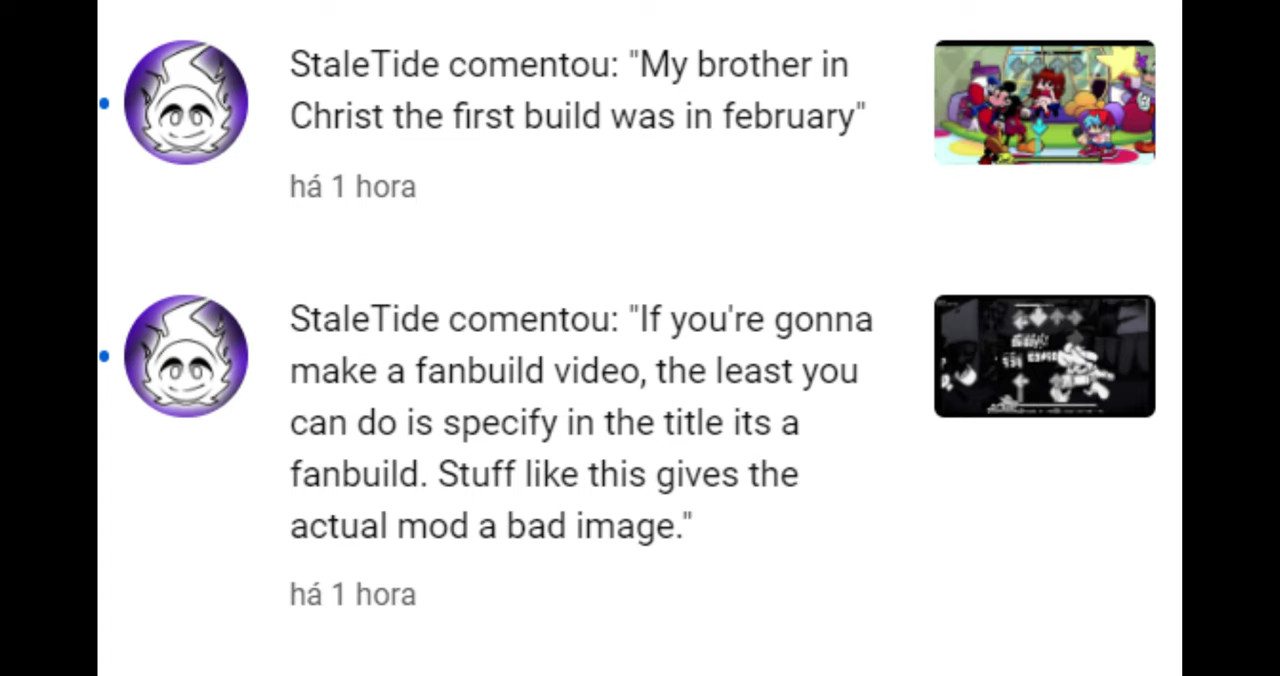 StaleTide comentou: "My brother in
Christ the first build was in february"
há 1 hora
StaleTide comentou: "If you're gonna
make a fanbuild video, the least you
can do is specify in the title its a
fanbuild. Stuff like this gives the
actual mod a bad image."
há 1 hora